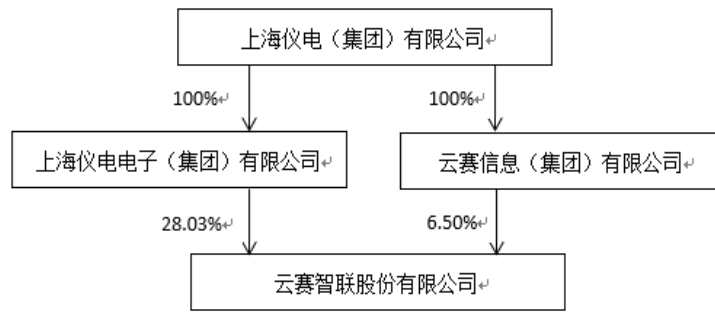 上海仪电（集团）有限公司
100%
100%
上海仪电电子（集团）有限公司
云赛信息（集团）有限公司
28.03%
6.50%
云赛智联股份有限公司